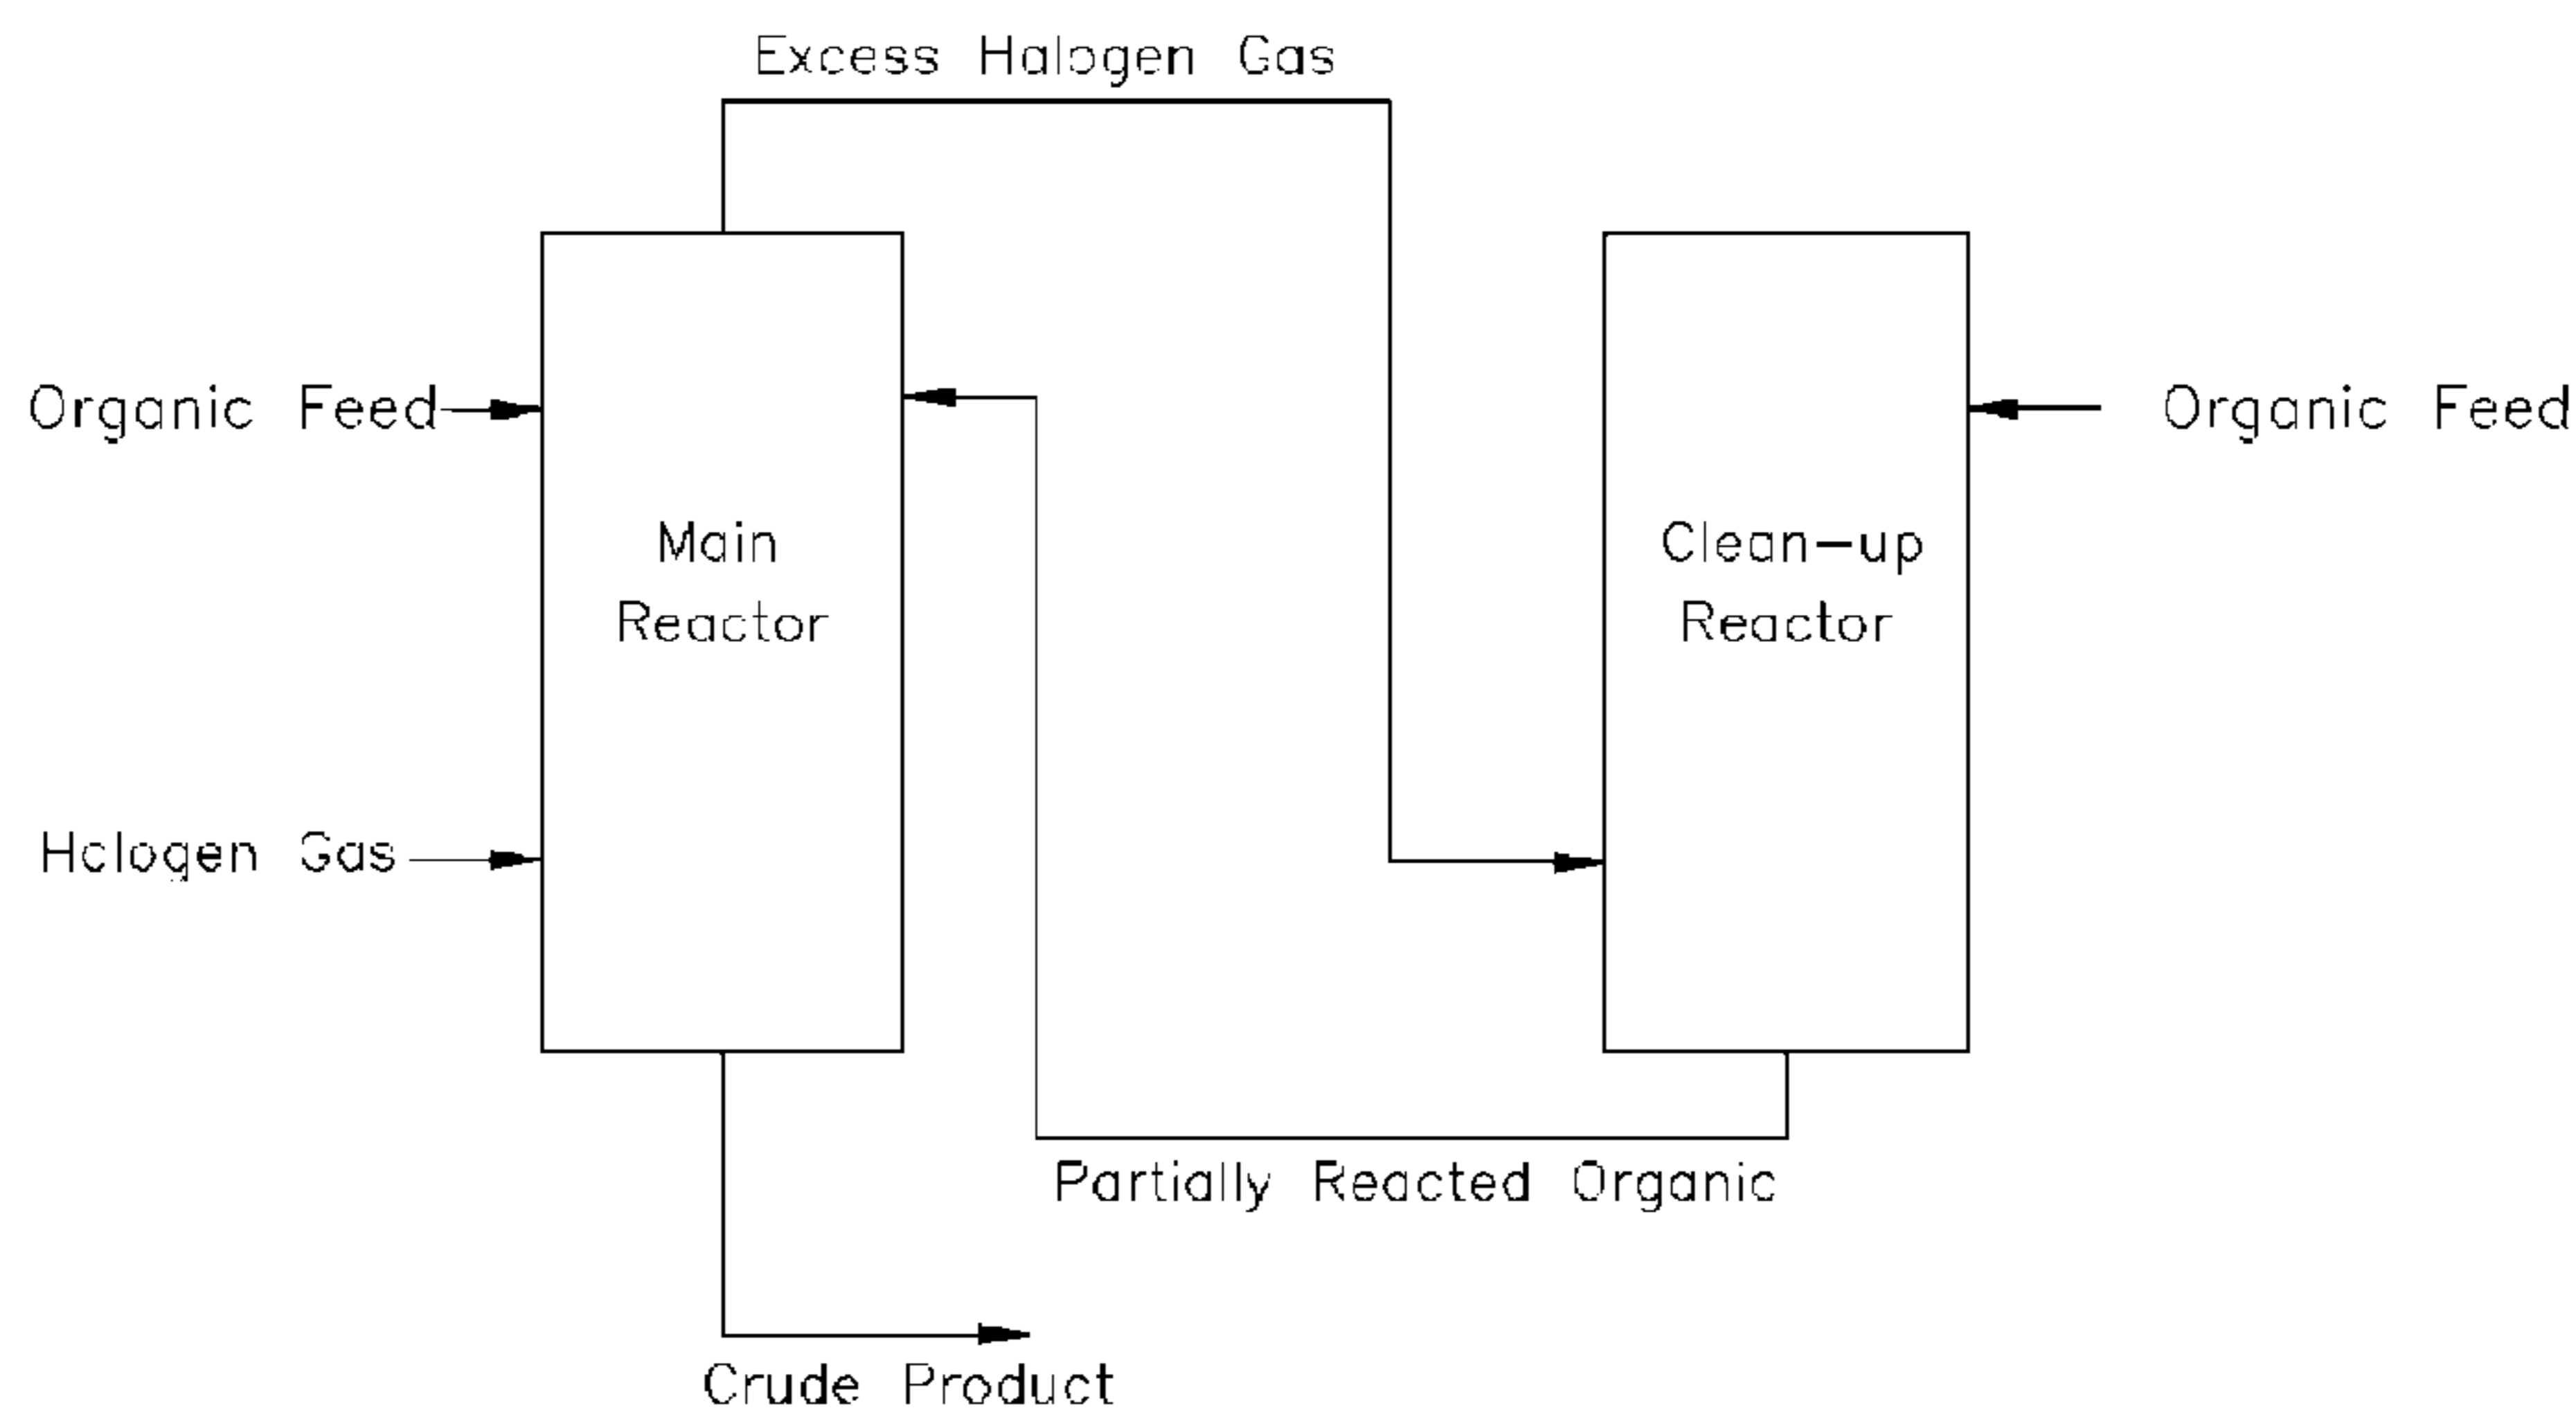 Excess Halogen Gas
Organic Feed
Organic Feed
Main
Reactor
Clean-up
Reactor
Halogen Gas
Partially Reacted Organic
Crude Product